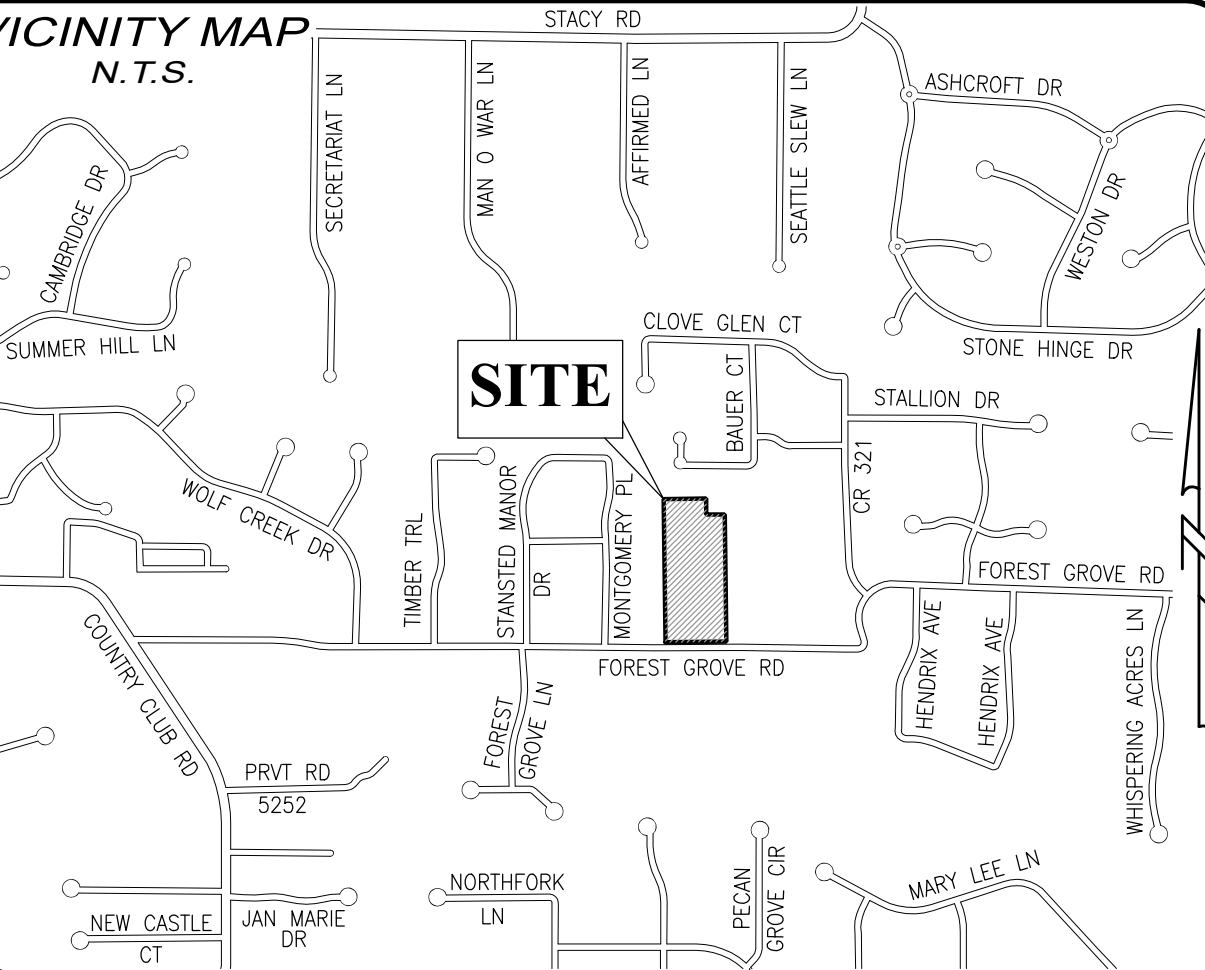 VICINITY MAP
N.T.S.
STACY RD
ASHCROFT DR
SECRETARIAT LN
MAN O WAR LN
AFFIRMED LN
SEATTLE SLEW LN
CAMBRIDGE DR
WESTON DR
SUMMER HILL LN
CLOVE GLEN CT
STONE HINGE DR
SITE
BAUER CT
STALLION DR
CR 321
WOLF CREEK DR
TIMBER TRL
STANSTED MANOR
DR
MONTGOMERY PL
FOREST GROVE RD
FOREST GROVE RD
COUNTRY CLUB RD
HENDRIX AVE
HENDRIX AVE
WHISPERING ACRES LN
FOREST
GROVE LN
PRVT RD
5252
NORTHFORK
LN
PECAN
GROVE CIR
MARY LEE LN
NEW CASTLE
CT
JAN MARIE
DR